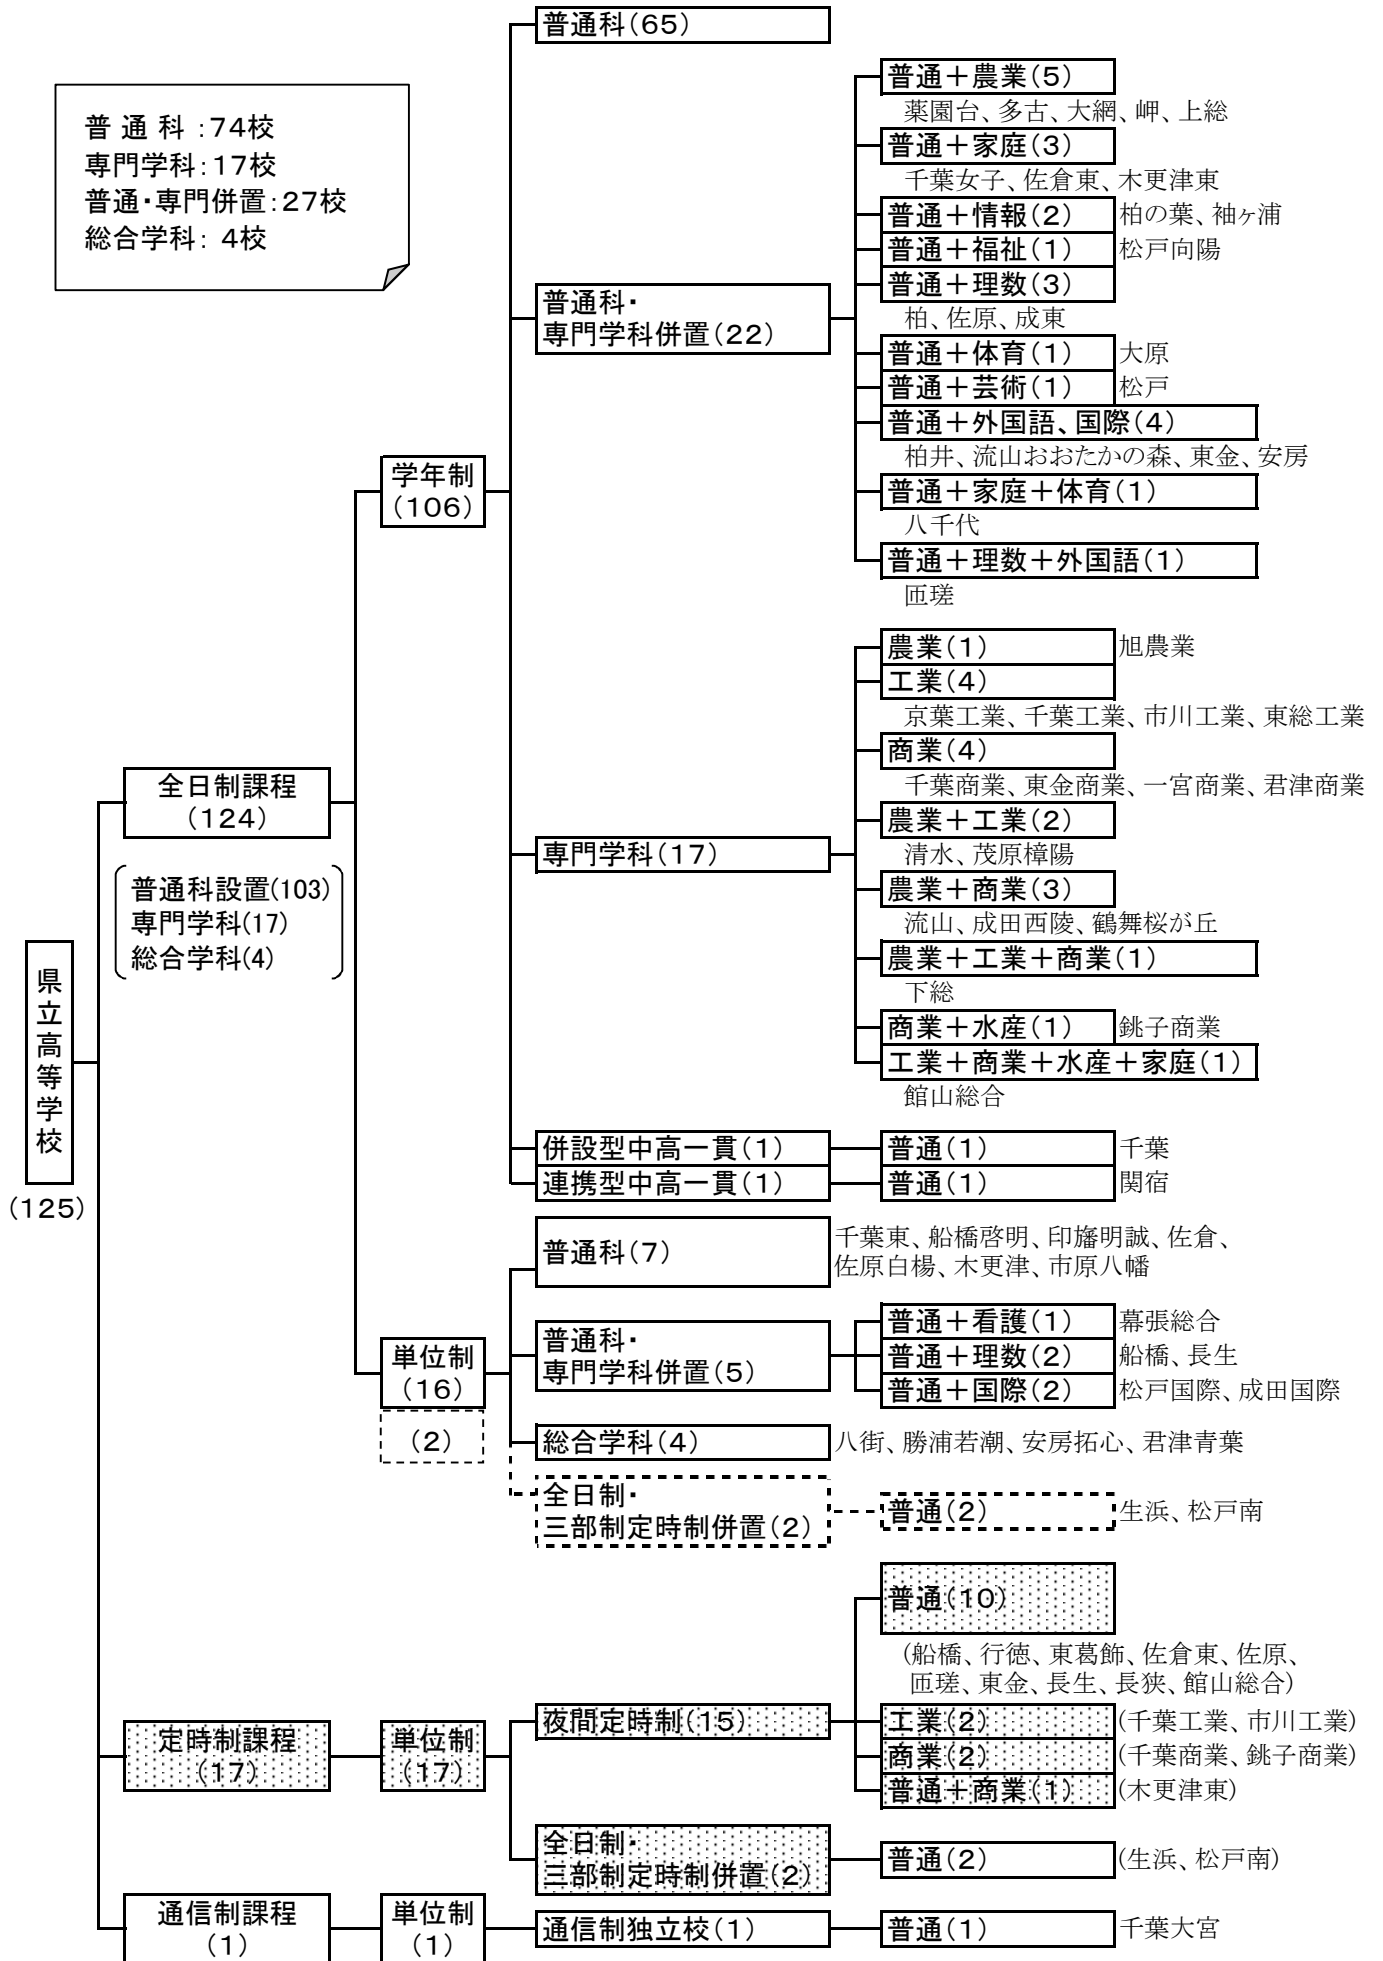 普通科：74校
専門学科：17校
普通・専門併置：27校
総合学科： 4校
県立高等学校
(125)
全日制課程
(124)
普通科設置(103)
専門学科(17)
総合学科(4)
学年制
(106)
普通科(65)
普通科・
専門学科併置(22)
普通＋農業(5)
薬園台、多古、大網、岬、上総
普通＋家庭(3)
千葉女子、佐倉東、木更津東
普通＋情報(2) 柏の葉、袖ヶ浦
普通＋福祉(1) 松戸向陽
普通＋理数(3)
柏、佐原、成東
普通＋体育(1) 大原
普通＋芸術(1) 松戸
普通＋外国語、国際(4)
柏井、流山おおたかの森、東金、安房
普通＋家庭＋体育(1)
八千代
普通＋理数＋外国語(1)
匝瑳
専門学科(17)
農業(1) 旭農業
工業(4)
京葉工業、千葉工業、市川工業、東総工業
商業(4)
千葉商業、東金商業、一宮商業、君津商業
農業＋工業(2)
清水、茂原樟陽
農業＋商業(3)
流山、成田西陵、鶴舞桜が丘
農業＋工業＋商業(1)
下総
商業＋水産(1) 銚子商業
工業＋商業＋水産＋家庭(1)
館山総合
併設型中高一貫(1) 普通(1) 千葉
連携型中高一貫(1) 普通(1) 関宿
単位制
(16)
(2)
普通科(7)
千葉東、船橋啓明、印旛明誠、佐倉、
佐原白楊、木更津、市原八幡
普通科・
専門学科併置(5)
普通＋看護(1) 幕張総合
普通＋理数(2) 船橋、長生
普通＋国際(2) 松戸国際、成田国際
総合学科(4) 八街、勝浦若潮、安房拓心、君津青葉
全日制・
三部制定時制併置(2)
普通(2) 生浜、松戸南
定時制課程
(17)
単位制
(17)
夜間定時制(15)
普通(10)
(船橋、行徳、東葛飾、佐倉東、佐原、
匝瑳、東金、長生、長狭、館山総合)
工業(2) (千葉工業、市川工業)
商業(2) (千葉商業、銚子商業)
普通＋商業(1) (木更津東)
全日制・
三部制定時制併置(2)
普通(2) (生浜、松戸南)
通信制課程
(1)
単位制
(1)
通信制独立校(1) 普通(1) 千葉大宮